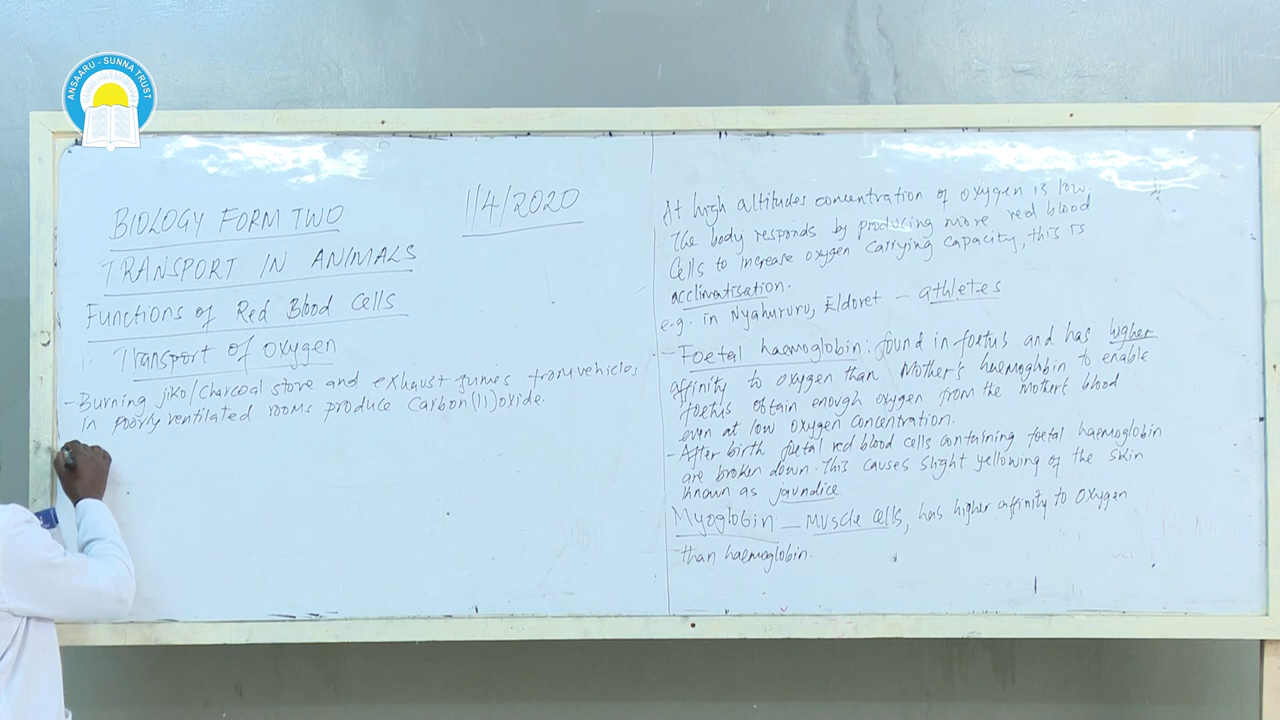 ANSAARU - SUNNA TRUST
BIOLOGY FORM TWO
1/4/2020
TRANSPORT IN ANIMALS
Functions of Red Blood Cells
1. Transport of oxygen
- Burning jiko/charcoal stove and exhaust fumes from vehicles
in poorly ventilated rooms produce Carbon(II)oxide.
At high altitudes concentration of oxygen is low.
The body responds by producing more red blood
Cells to increase oxygen carrying capacity, this is
acclimatisation.
e.g. in Nyahururu, Eldoret - athletes
- Foetal haemoglobin. found in foetus and has higher
affinity to oxygen than Mother's haemoglobin to enable
foetus obtain enough oxygen from the mother's blood
even at low oxygen concentration.
- After birth foetal red blood cells containing foetal haemoglobin
are broken down. This causes slight yellowing of the skin
known as jaundice.
Myoglobin - Muscle cells, has higher affinity to oxygen
than haemoglobin.